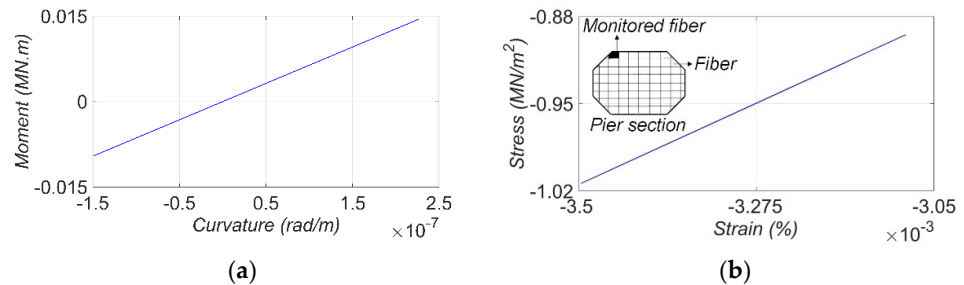 0.015
0
-0.015
Moment (MN.m)
-1.5 -0.5 0.5 1.5 2.5
Curvature (rad/m)
×10⁻⁷
(a)
-0.88
-0.95
-1.02
Stress (MN/m²)
Monitored fiber
Fiber
Pier section
-3.5 -3.275 -3.05
Strain (%)
×10⁻³
(b)